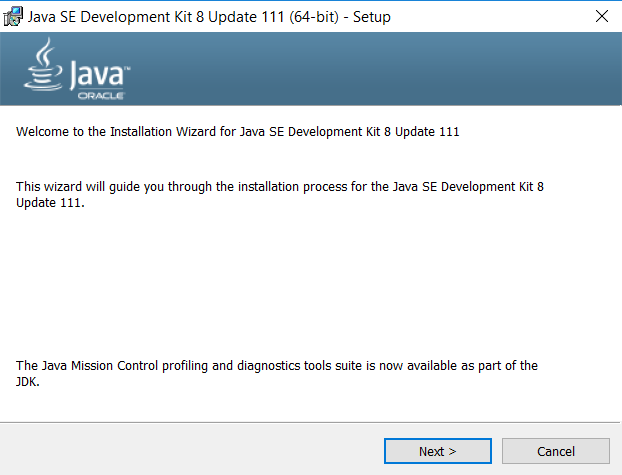 Java SE Development Kit 8 Update 111 (64-bit) - Setup
Java™
ORACLE
Welcome to the Installation Wizard for Java SE Development Kit 8 Update 111
This wizard will guide you through the installation process for the Java SE Development Kit 8
Update 111.
The Java Mission Control profiling and diagnostics tools suite is now available as part of the
JDK.
Next >
Cancel